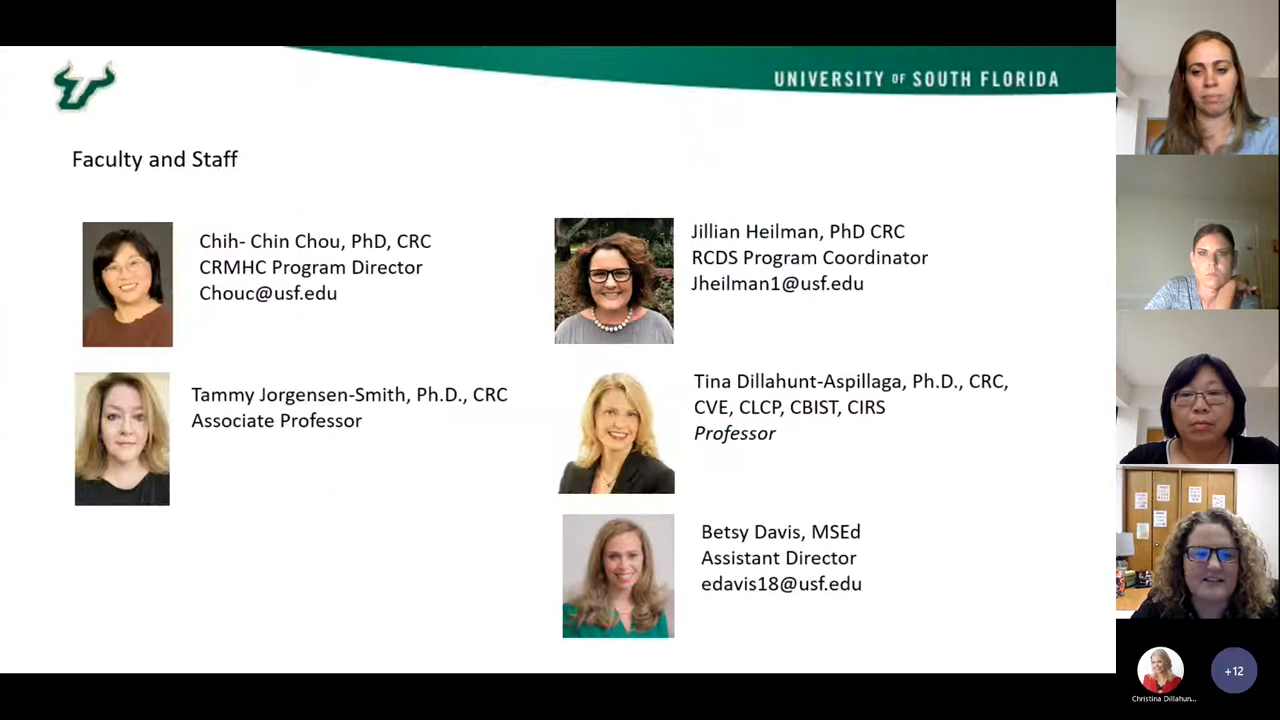 UNIVERSITY OF SOUTH FLORIDA
Faculty and Staff
Chih- Chin Chou, PhD, CRC
CRMHC Program Director
Chouc@usf.edu
Jillian Heilman, PhD CRC
RCDS Program Coordinator
Jheilman1@usf.edu
Tammy Jorgensen-Smith, Ph.D., CRC
Associate Professor
Tina Dillahunt-Aspillaga, Ph.D., CRC,
CVE, CLCP, CBIST, CIRS
Professor
Betsy Davis, MSEd
Assistant Director
edavis18@usf.edu
+12
Christina Dillahun...